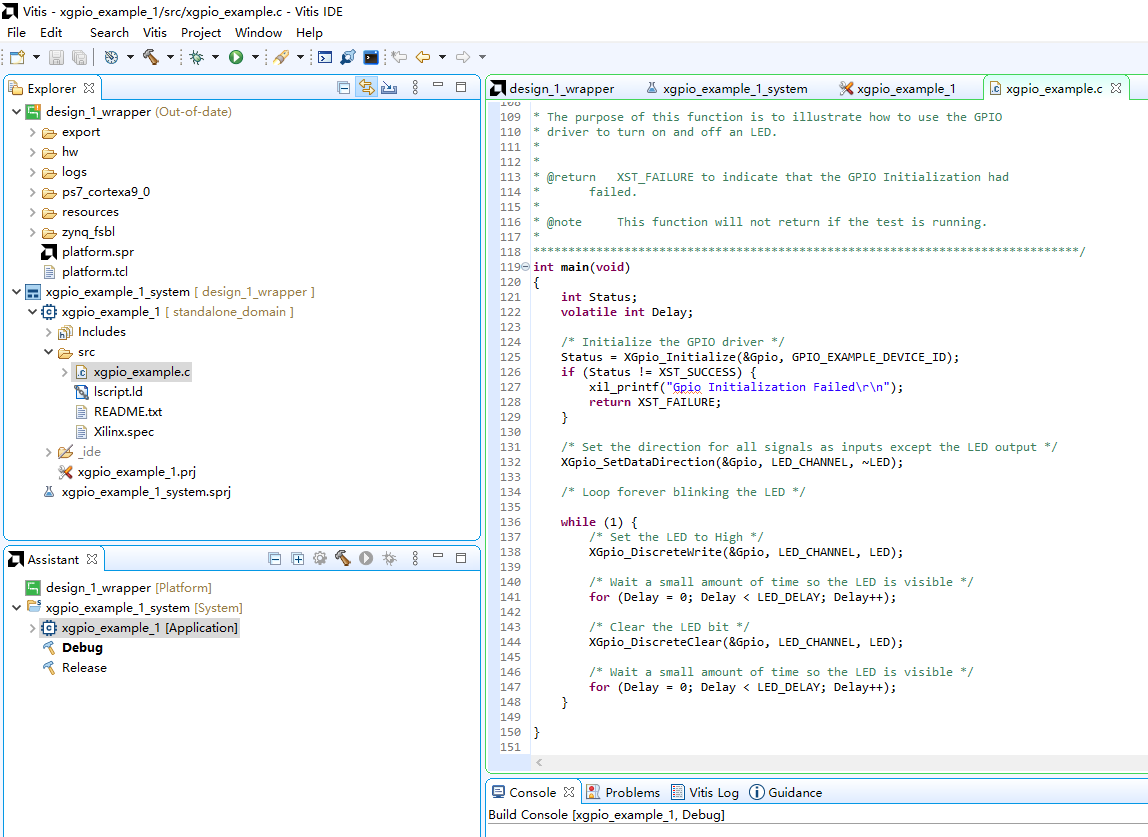 Vitis - xgpio_example_1/src/xgpio_example.c - Vitis IDE
File Edit Search Vitis Project Window Help
Explorer
design_1_wrapper (Out-of-date)
export
hw
logs
ps7_cortexa9_0
resources
zynq_fsbl
platform.spr
platform.tcl
xgpio_example_1_system [ design_1_wrapper ]
xgpio_example_1 [ standalone_domain ]
Includes
src
xgpio_example.c
lscript.ld
README.txt
Xilinx.spec
_ide
xgpio_example_1.prj
xgpio_example_1_system.sprj
Assistant
design_1_wrapper [Platform]
xgpio_example_1_system [System]
xgpio_example_1 [Application]
Debug
Release
design_1_wrapper xgpio_example_1_system xgpio_example_1 xgpio_example.c
108
109 * The purpose of this function is to illustrate how to use the GPIO
110 * driver to turn on and off an LED.
111 *
112 *
113 * @return XST_FAILURE to indicate that the GPIO Initialization had
114 * failed.
115 *
116 * @note This function will not return if the test is running.
117 *
118 ******************************************************************************/
119 int main(void)
120 {
121 int Status;
122 volatile int Delay;
123
124 /* Initialize the GPIO driver */
125 Status = XGpio_Initialize(&Gpio, GPIO_EXAMPLE_DEVICE_ID);
126 if (Status != XST_SUCCESS) {
127 xil_printf("Gpio Initialization Failed\r\n");
128 return XST_FAILURE;
129 }
130
131 /* Set the direction for all signals as inputs except the LED output */
132 XGpio_SetDataDirection(&Gpio, LED_CHANNEL, ~LED);
133
134 /* Loop forever blinking the LED */
135
136 while (1) {
137 /* Set the LED to High */
138 XGpio_DiscreteWrite(&Gpio, LED_CHANNEL, LED);
139
140 /* Wait a small amount of time so the LED is visible */
141 for (Delay = 0; Delay < LED_DELAY; Delay++);
142
143 /* Clear the LED bit */
144 XGpio_DiscreteClear(&Gpio, LED_CHANNEL, LED);
145
146 /* Wait a small amount of time so the LED is visible */
147 for (Delay = 0; Delay < LED_DELAY; Delay++);
148 }
149
150 }
151
Console Problems Vitis Log Guidance
Build Console [xgpio_example_1, Debug]